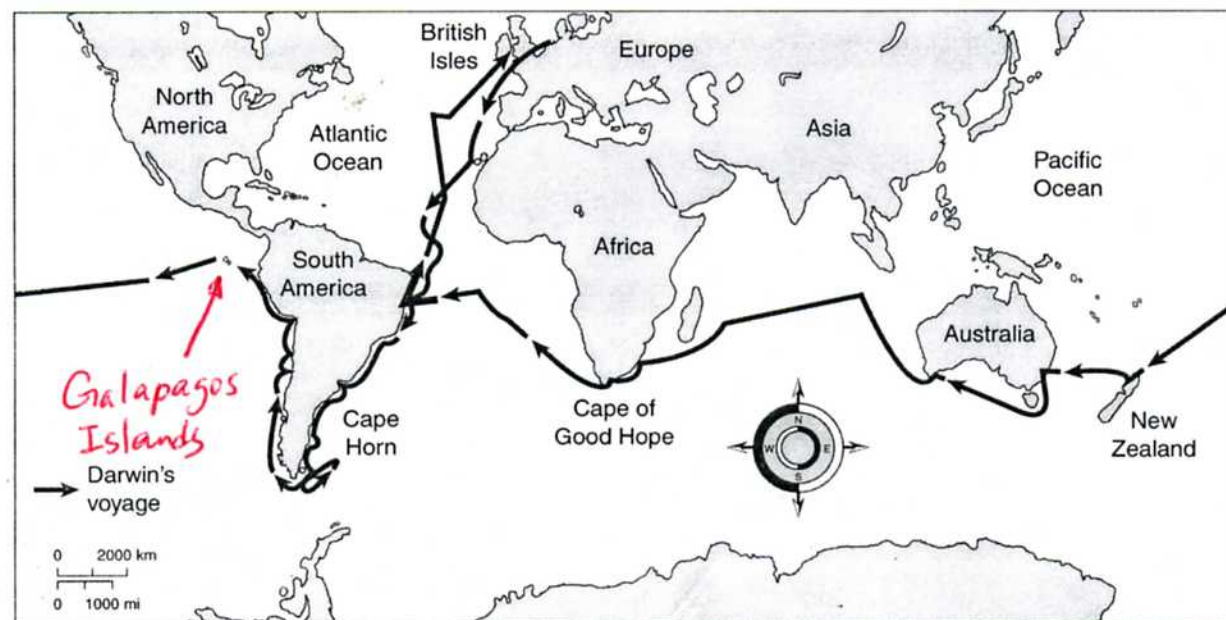 British
Isles
Europe
North
America
Atlantic
Ocean
Asia
Pacific
Ocean
Africa
South
America
Australia
Galapagos
Islands
Cape
Horn
Cape of
Good Hope
N
W
E
S
New
Zealand
Darwin's
voyage
0 2000 km
0 1000 mi